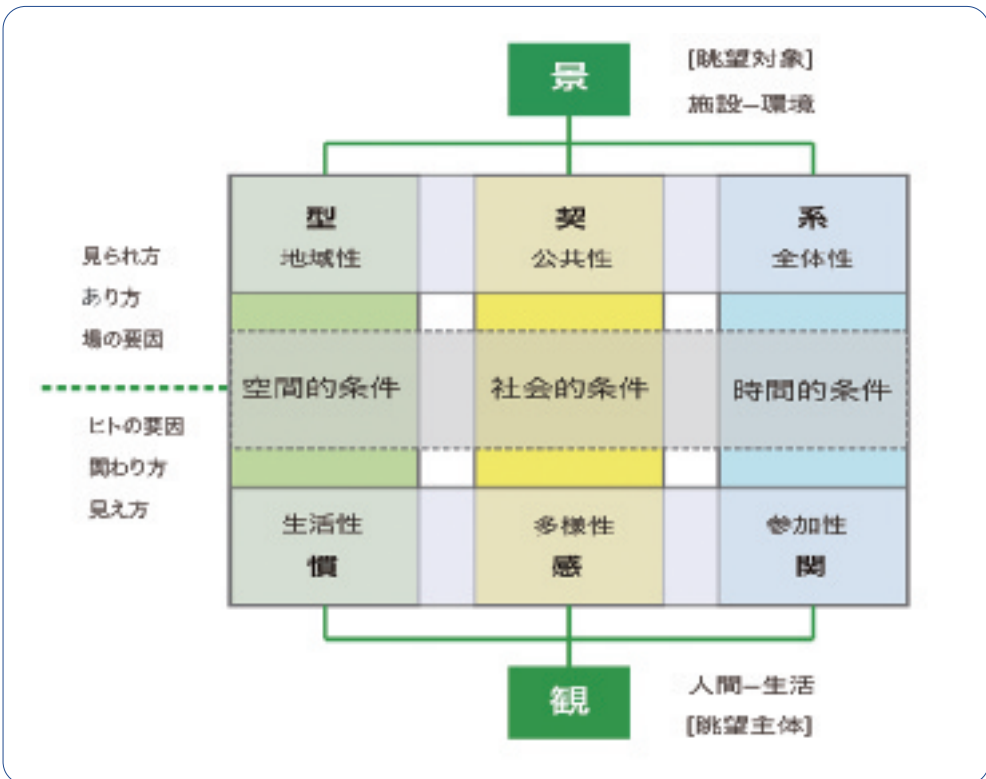 景
[眺望対象]
施設–環境
型
地域性
契
公共性
系
全体性
見られ方
あり方
場の要因
空間的条件
社会的条件
時間的条件
ヒトの要因
関わり方
見え方
生活性
慣
多様性
感
参加性
関
観
人間–生活
[眺望主体]